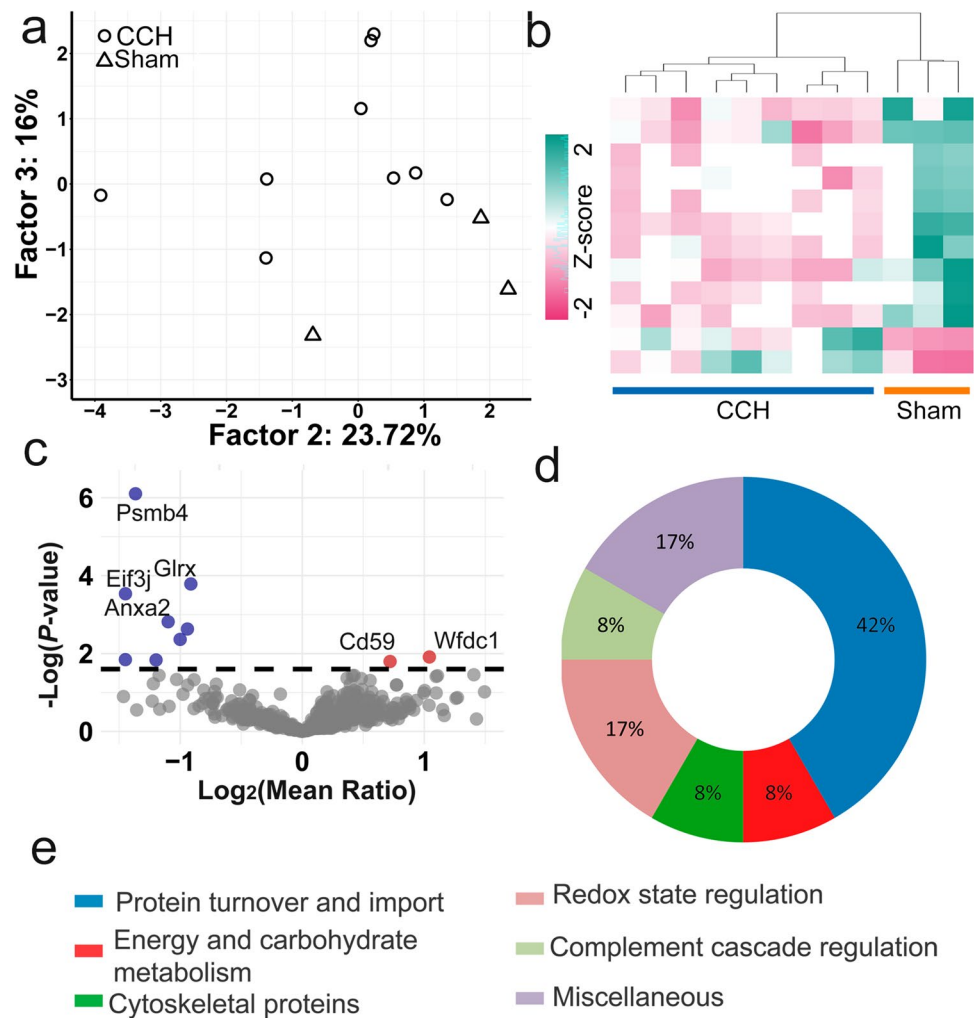 a
CCH
Sham
Factor 3: 16%
2
1
0
−1
−2
−3
−4 −3 −2 −1 0 1 2
Factor 2: 23.72%
b
-2 Z-score 2
CCH Sham
c
-Log(P-value)
6
4
2
0
Psmb4
Eif3j Glrx
Anxa2
Cd59 Wfdc1
−1 0 1
Log2(Mean Ratio)
d
42%
8%
8%
17%
8%
17%
e
Protein turnover and import
Energy and carbohydrate
metabolism
Cytoskeletal proteins
Redox state regulation
Complement cascade regulation
Miscellaneous